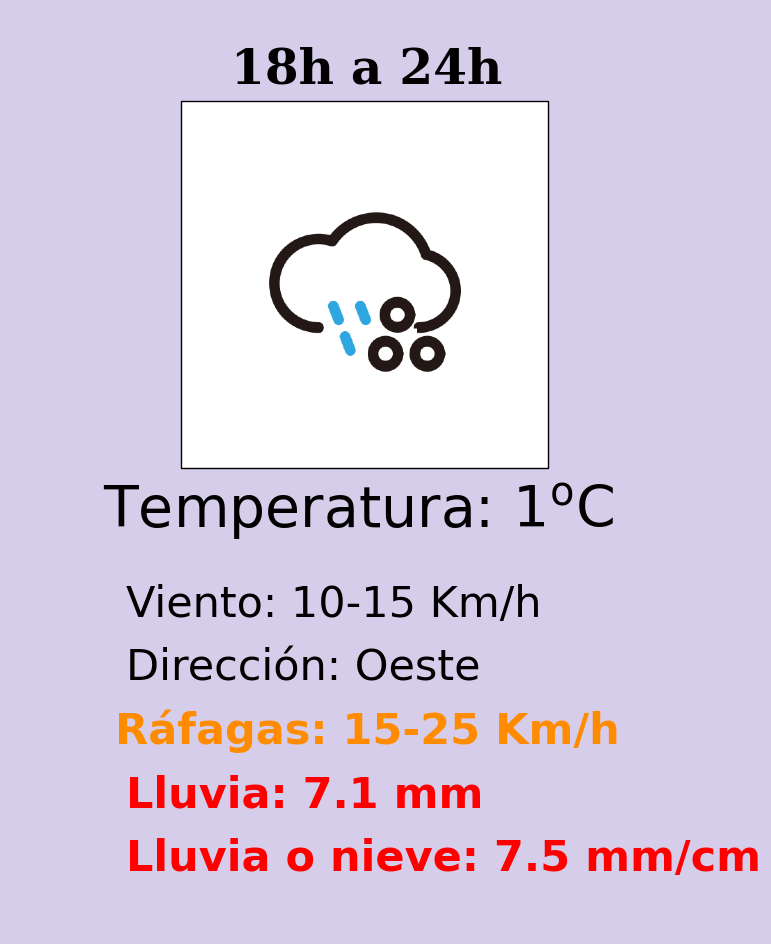 18h a 24h
Temperatura: 1ºC
Viento: 10-15 Km/h
Dirección: Oeste
Ráfagas: 15-25 Km/h
Lluvia: 7.1 mm
Lluvia o nieve: 7.5 mm/cm